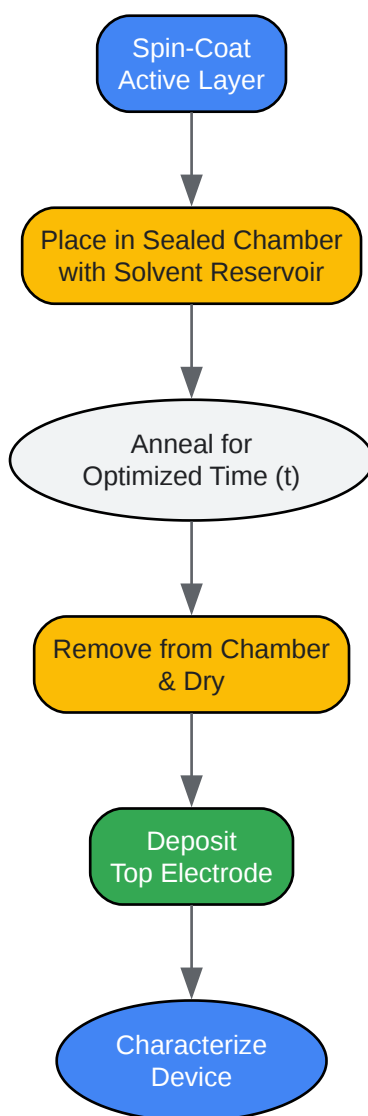 Spin-Coat
Active Layer
Place in Sealed Chamber
with Solvent Reservoir
Anneal for
Optimized Time (t)
Remove from Chamber
& Dry
Deposit
Top Electrode
Characterize
Device